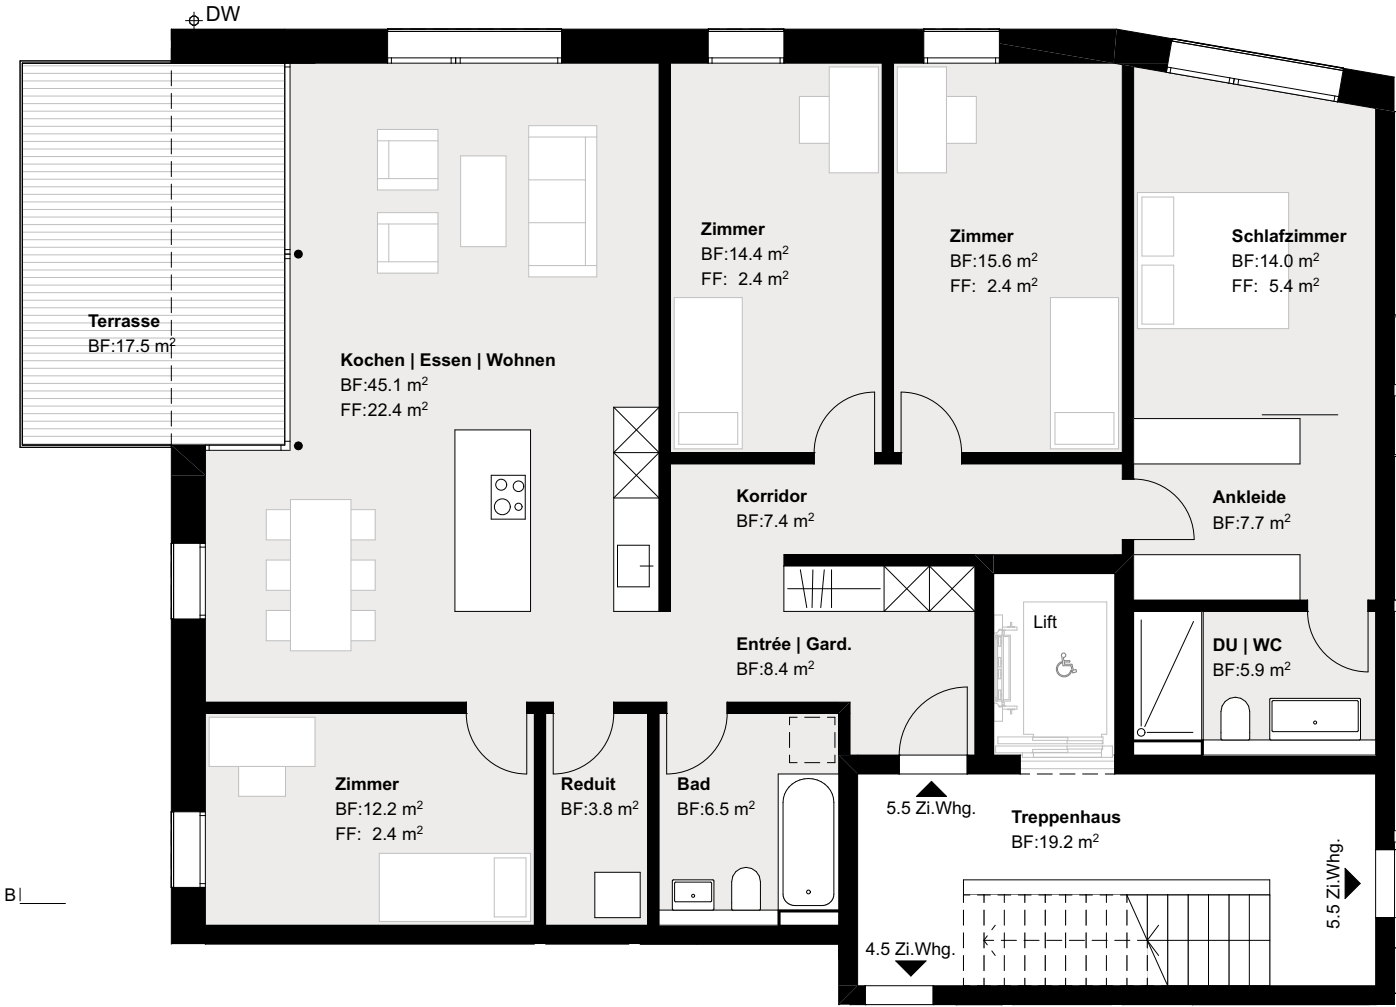 DW
Zimmer
BF:14.4 m²
FF: 2.4 m²
Zimmer
BF:15.6 m²
FF: 2.4 m²
Schlafzimmer
BF:14.0 m²
FF: 5.4 m²
Terrasse
BF:17.5 m²
Kochen | Essen | Wohnen
BF:45.1 m²
FF:22.4 m²
Korridor
BF:7.4 m²
Ankleide
BF:7.7 m²
Lift
Entrée | Gard.
BF:8.4 m²
DU | WC
BF:5.9 m²
Zimmer
BF:12.2 m²
FF: 2.4 m²
Reduit
BF:3.8 m²
Bad
BF:6.5 m²
5.5 Zi.Whg.
Treppenhaus
BF:19.2 m²
5.5 Zi.Whg.
B
4.5 Zi.Whg.